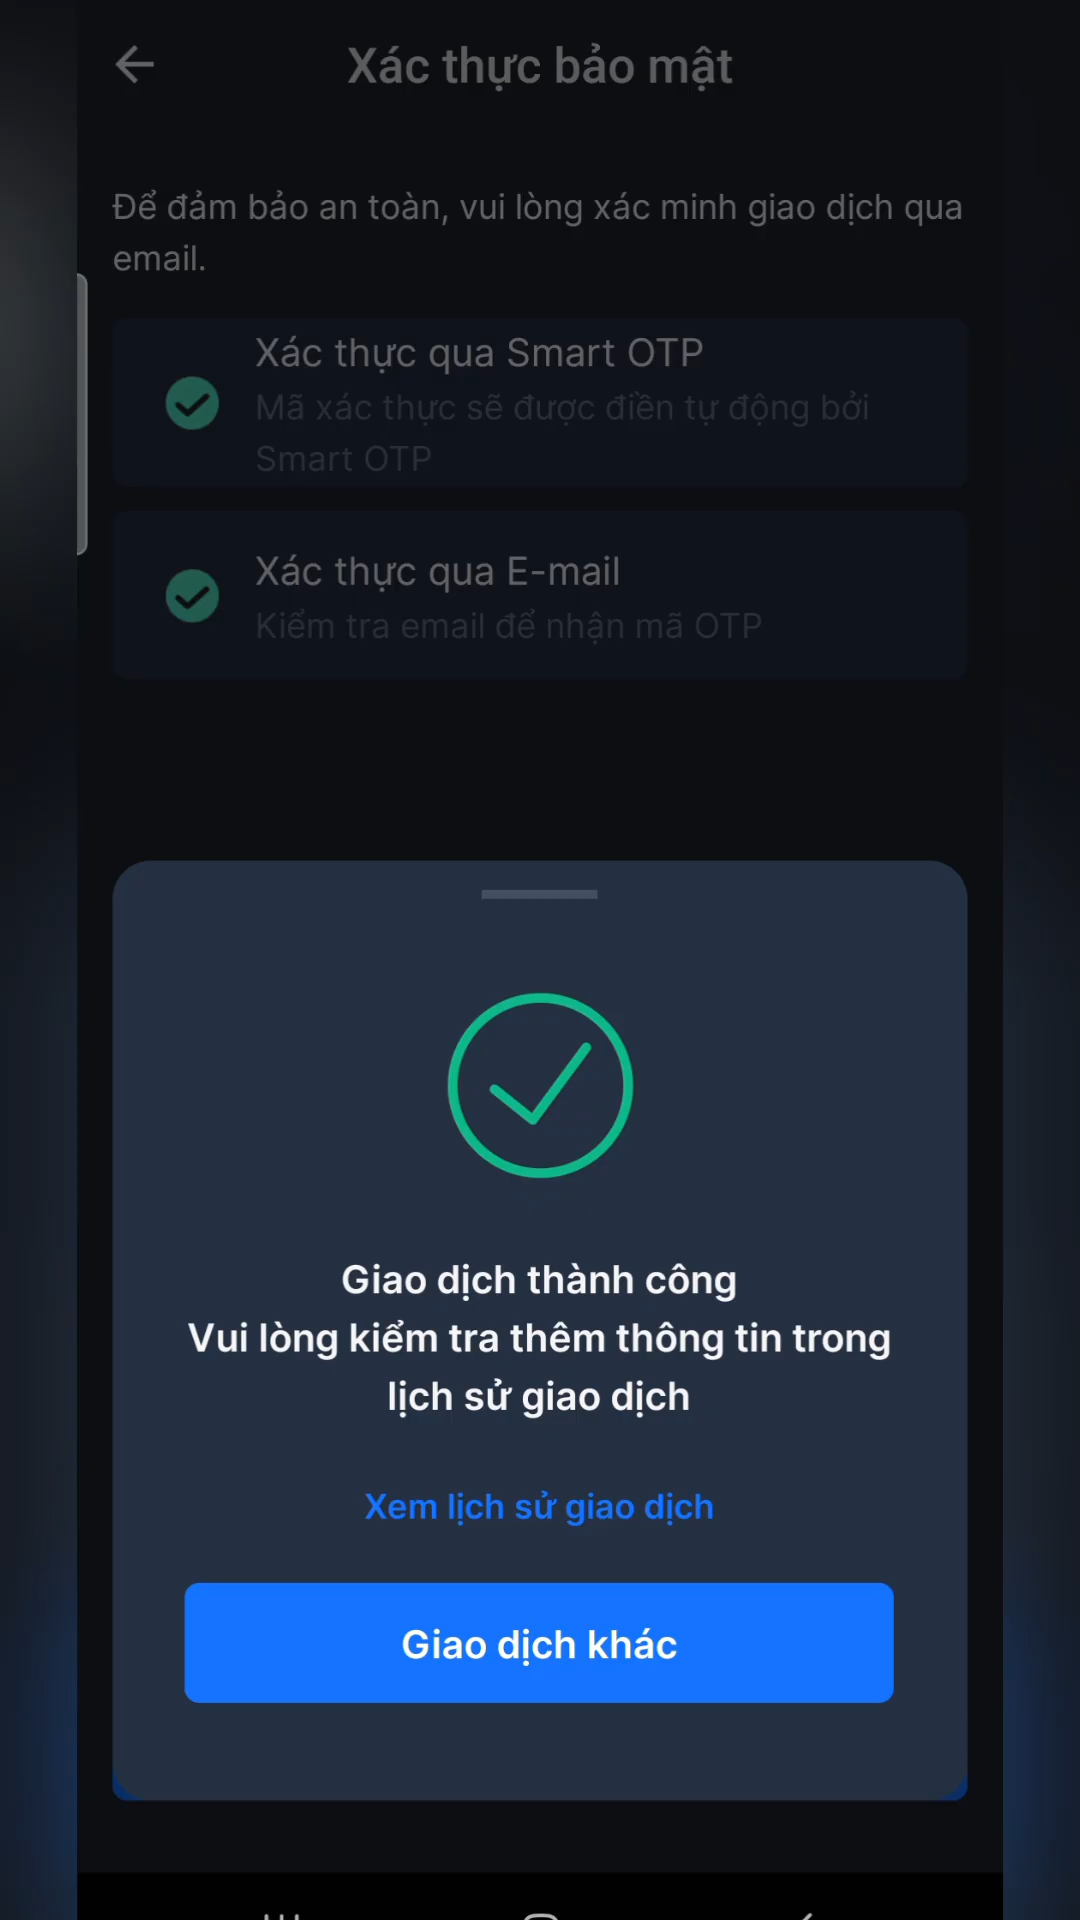 Xác thực bảo mật
Để đảm bảo an toàn, vui lòng xác minh giao dịch qua
email.
Xác thực qua Smart OTP
Mã xác thực sẽ được điền tự động bởi
Smart OTP
Xác thực qua E-mail
Kiểm tra email để nhận mã OTP
Giao dịch thành công
Vui lòng kiểm tra thêm thông tin trong
lịch sử giao dịch
Xem lịch sử giao dịch
Giao dịch khác